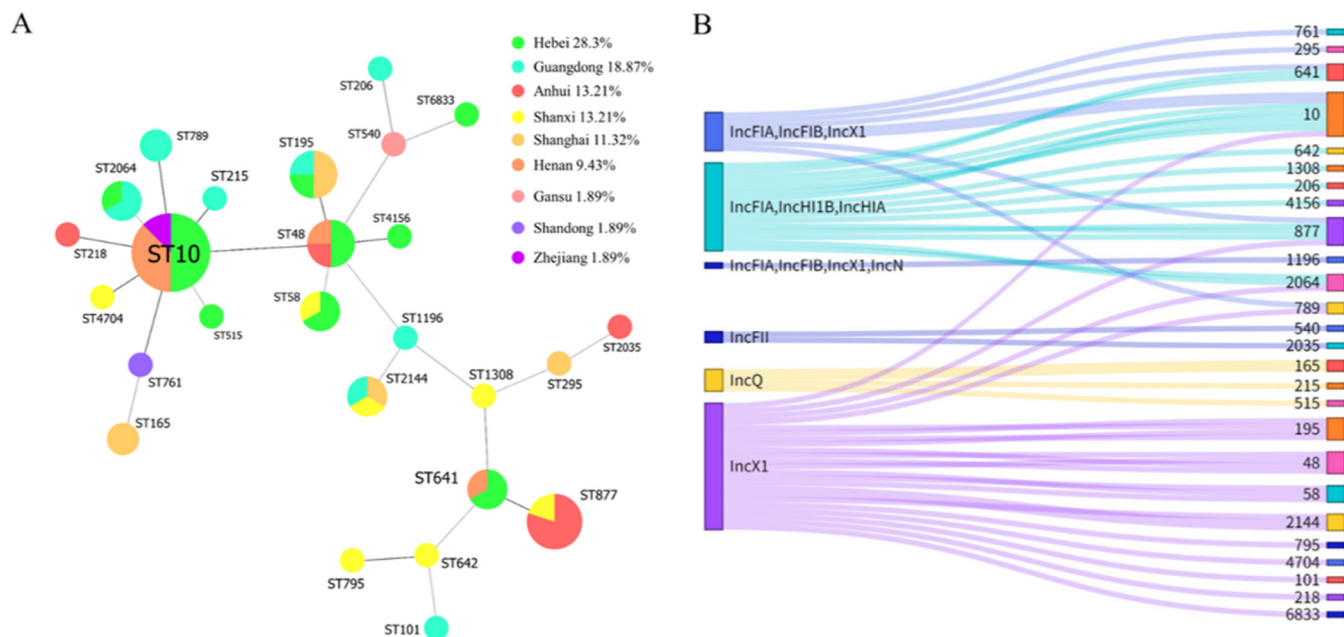 A
Hebei 28.3%
Guangdong 18.87%
Anhui 13.21%
Shanxi 13.21%
Shanghai 11.32%
Henan 9.43%
Gansu 1.89%
Shandong 1.89%
Zhejiang 1.89%
ST206
ST6833
ST540
ST789
ST195
ST2064
ST215
ST4156
ST48
ST10
ST218
ST4704
ST515
ST58
ST1196
ST2035
ST761
ST2144
ST1308
ST295
ST165
ST641
ST877
ST795
ST642
ST101
B
IncFIA,IncFIB,IncX1
IncFIA,IncHI1B,IncHIA
IncFIA,IncFIB,IncX1,IncN
IncFII
IncQ
IncX1
761
295
641
10
642
1308
206
4156
877
1196
2064
789
540
2035
165
215
515
195
48
58
2144
795
4704
101
218
6833